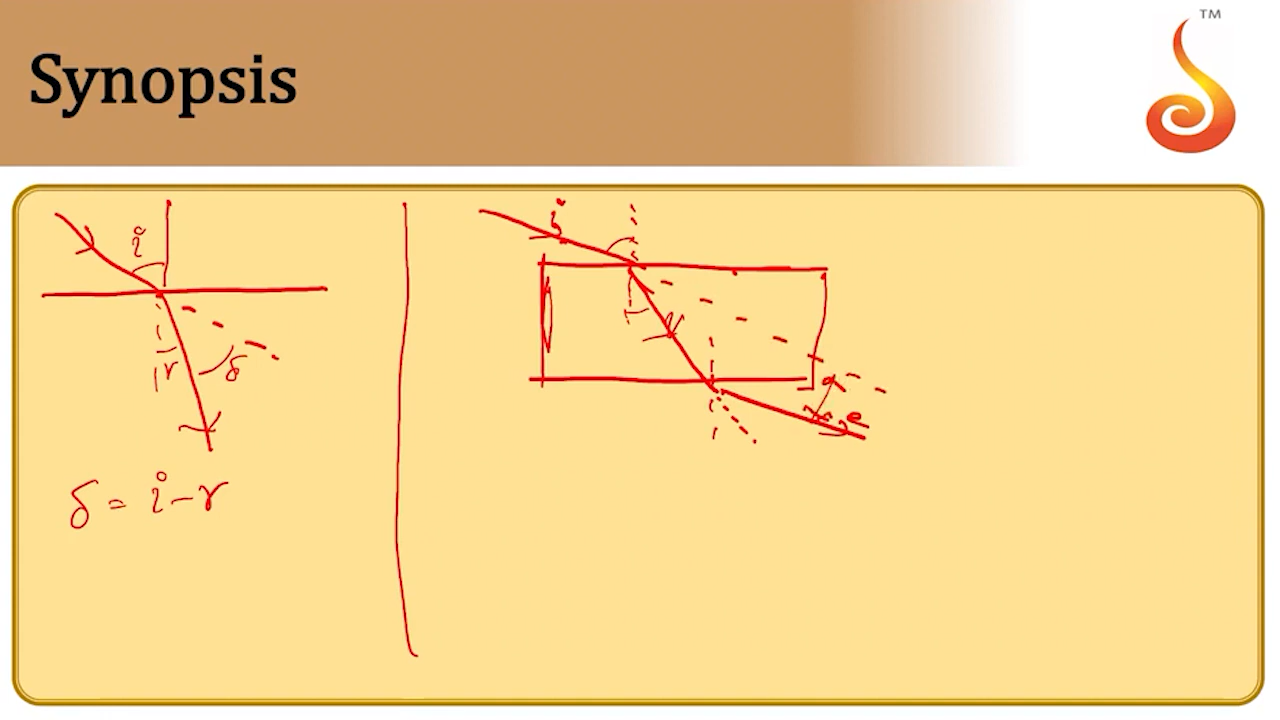 Synopsis
TM
i
r
δ
δ = i - r
i
x
e